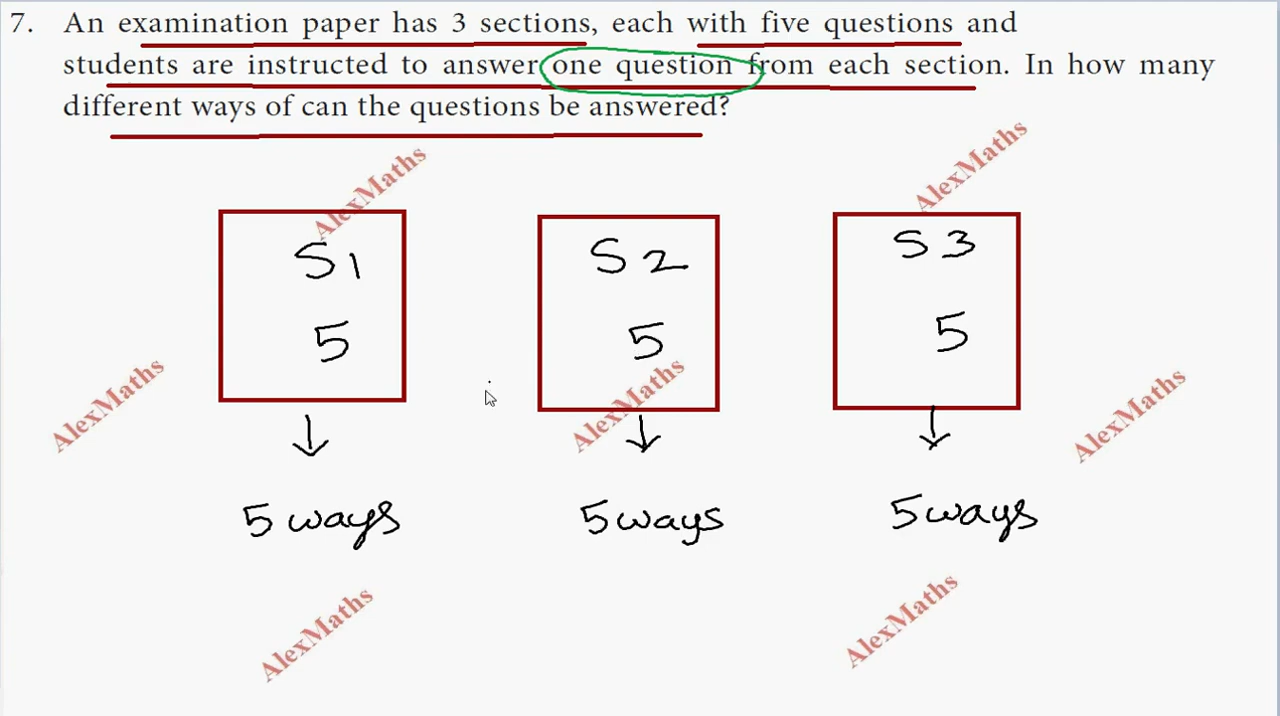 7. An examination paper has 3 sections, each with five questions and
students are instructed to answer one question from each section. In how many
different ways of can the questions be answered?
AlexMaths
AlexMaths
S1
S2
S3
5
5
5
AlexMaths
AlexMaths
AlexMaths
5 ways
5 ways
5 ways
AlexMaths
AlexMaths